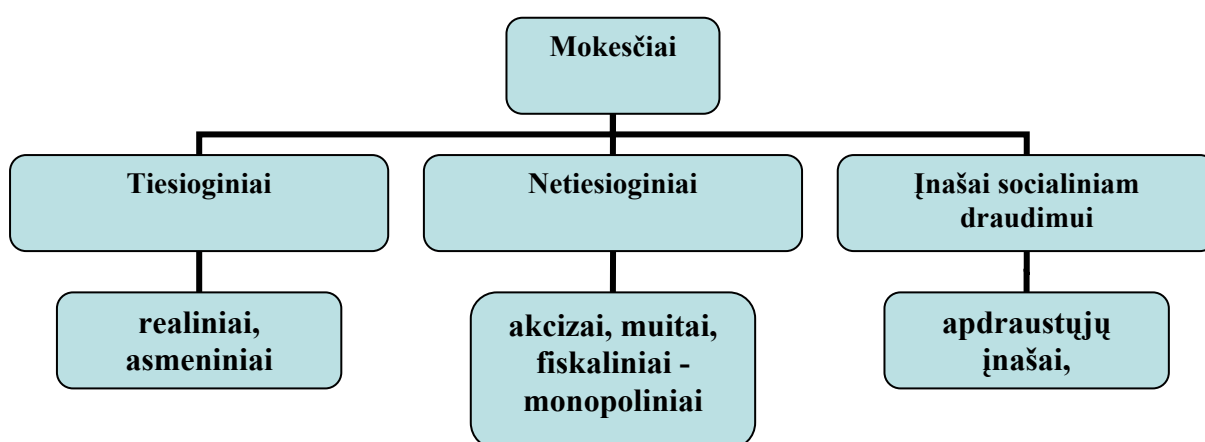 Mokesčiai
Tiesioginiai
Netiesioginiai
Įnašai socialiniam
draudimui
realiniai,
asmeniniai
akcizai, muitai,
fiskaliniai -
monopoliniai
apdraustųjų
įnašai,